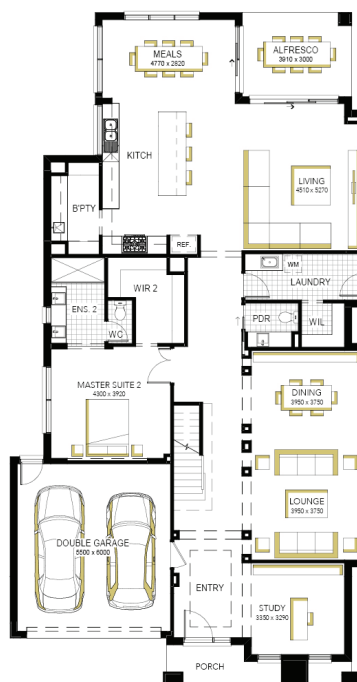 MEALS
4770 x 2820
ALFRESCO
3910 x 3000
KITCH
LIVING
4510 x 5270
B'PTY
REF.
WM
LAUNDRY
WIR 2
ENS. 2
WC
PDR
WIL
MASTER SUITE 2
4300 x 3920
DINING
3950 x 3750
LOUNGE
3950 x 3750
DOUBLE GARAGE
5500 x 6000
ENTRY
STUDY
3350 x 3290
PORCH